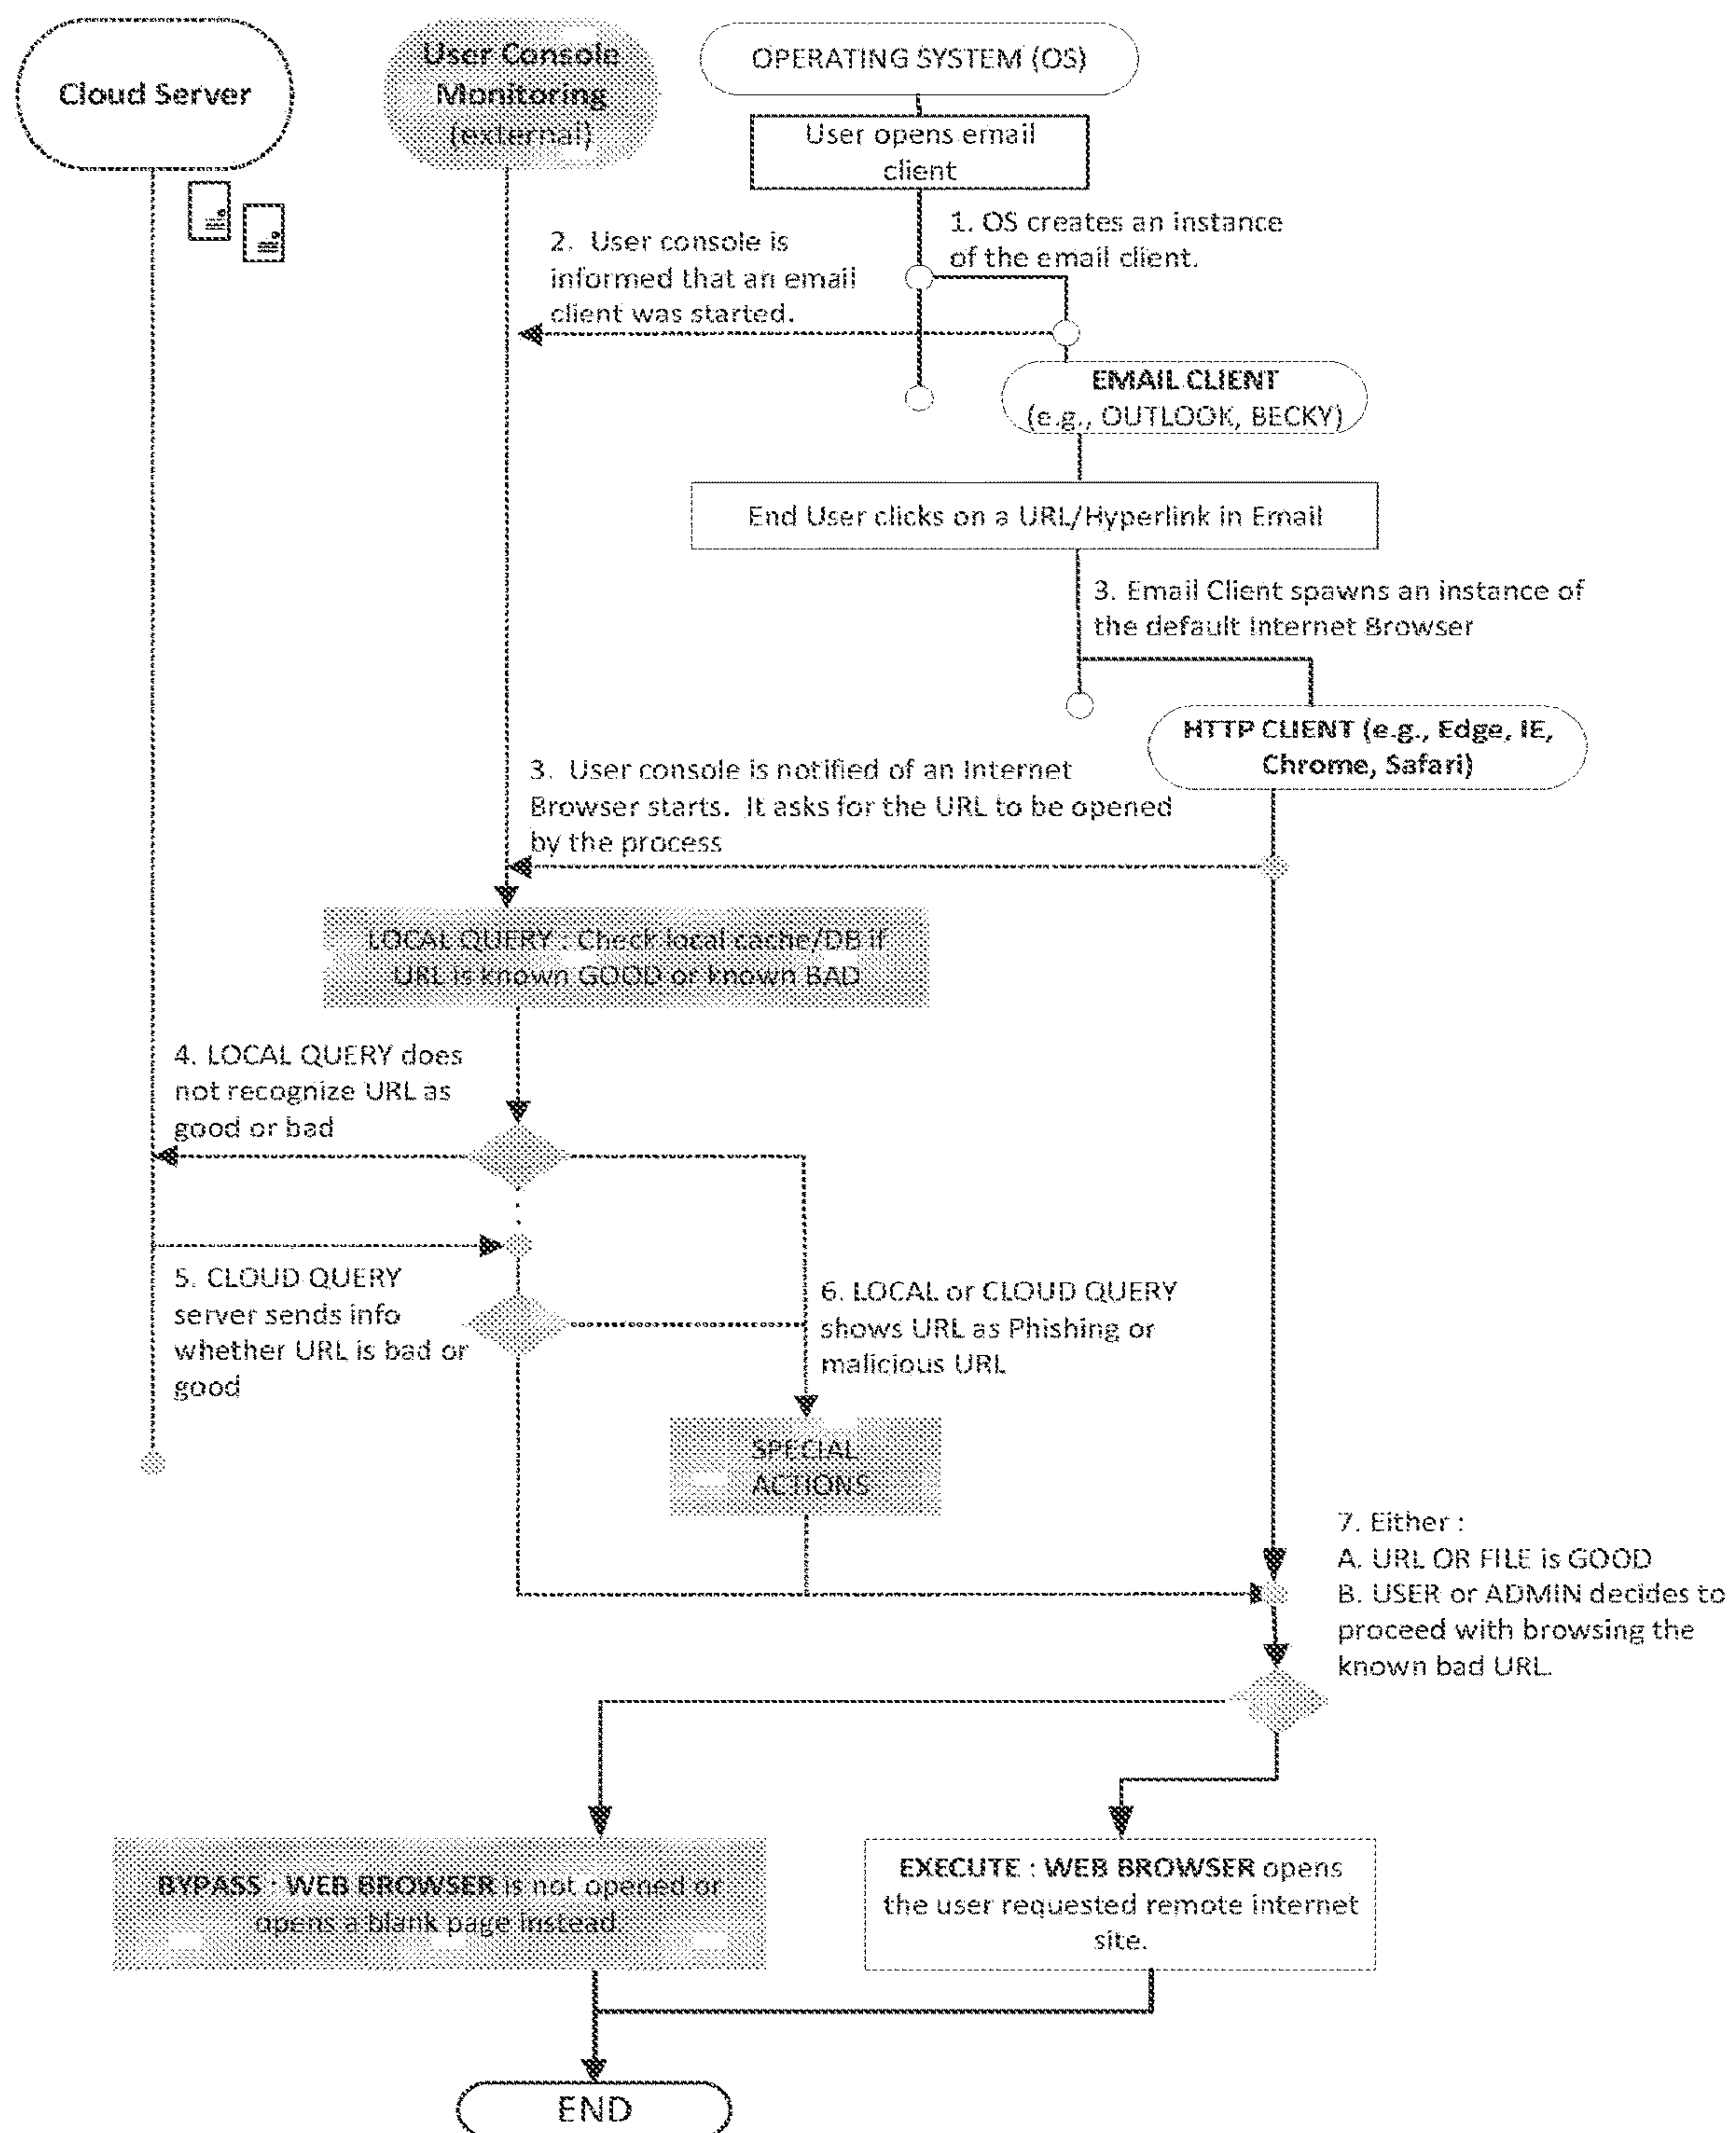 Cloud Server
User Console
Monitoring
(external)
OPERATING SYSTEM (OS)
User opens email
client
1. OS creates an instance
of the email client.
2. User console is
informed that an email
client was started.
EMAIL CLIENT
(e.g., OUTLOOK, BECKY)
End User clicks on a URL/Hyperlink in Email
3. Email Client spawns an instance of
the default Internet Browser
HTTP CLIENT (e.g., Edge, IE,
Chrome, Safari)
3. User console is notified of an Internet
Browser starts. It asks for the URL to be opened
by the process
LOCAL QUERY : Check local cache/DB if
URL is known GOOD or known BAD
4. LOCAL QUERY does
not recognize URL as
good or bad
5. CLOUD QUERY
server sends info
whether URL is bad or
good
6. LOCAL or CLOUD QUERY
shows URL as Phishing or
malicious URL
SPECIAL
ACTIONS
7. Either :
A. URL OR FILE is GOOD
B. USER or ADMIN decides to
proceed with browsing the
known bad URL.
BYPASS : WEB BROWSER is not opened or
opens a blank page instead.
EXECUTE : WEB BROWSER opens
the user requested remote internet
site.
END